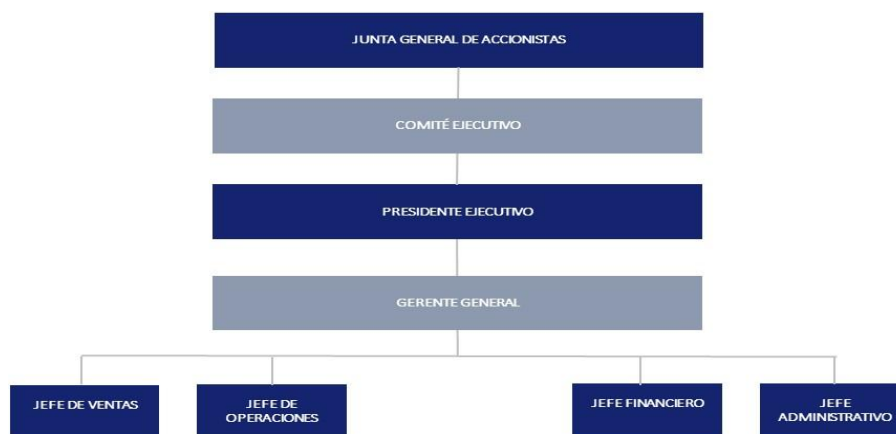 JUNTA GENERAL DE ACCIONISTAS
COMITÉ EJECUTIVO
PRESIDENTE EJECUTIVO
GERENTE GENERAL
JEFE DE VENTAS
JEFE DE
OPERACIONES
JEFE FINANCIERO
JEFE
ADMINISTRATIVO